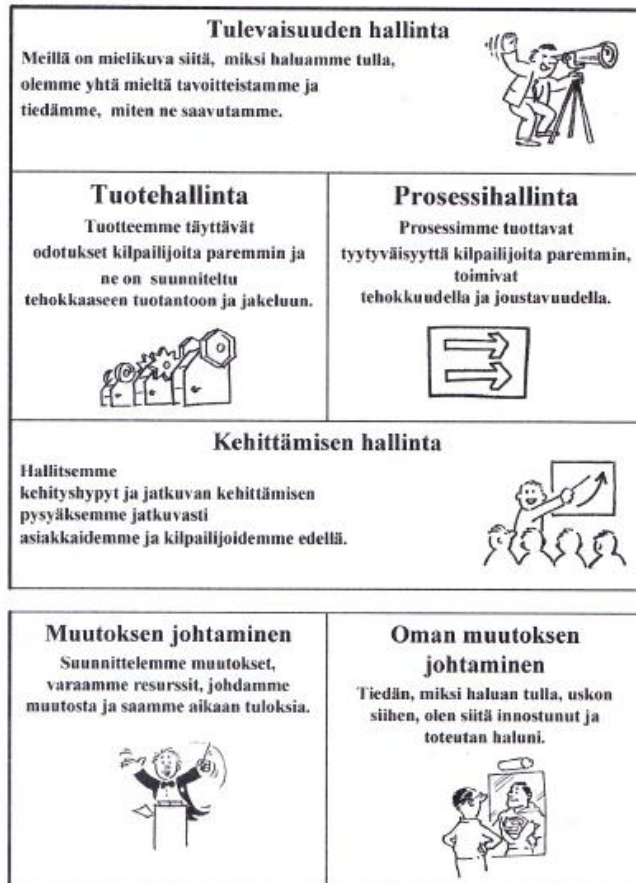 Tulevaisuuden hallinta
Meillä on mielikuva siitä, miksi haluamme tulla,
olemme yhtä mieltä tavoitteistamme ja
tiedämme, miten ne saavutamme.
Tuotehallinta
Tuotteemme täyttävät
odotukset kilpailijoita paremmin ja
ne on suunniteltu
tehokkaaseen tuotantoon ja jakeluun.
Prosessihallinta
Prosessimme tuottavat
tyytyväisyyttä kilpailijoita paremmin,
toimivat
tehokkuudella ja joustavuudella.
Kehittämisen hallinta
Hallitsemme
kehityshypyt ja jatkuvan kehittämisen
pysyäksemme jatkuvasti
asiakkaidemme ja kilpailijoidemme edellä.
Muutoksen johtaminen
Suunnittelemme muutokset,
varaamme resurssit, johdamme
muutosta ja saamme aikaan tuloksia.
Oman muutoksen
johtaminen
Tiedän, miksi haluan tulla, uskon
siihen, olen siitä innostunut ja
toteutan haluni.